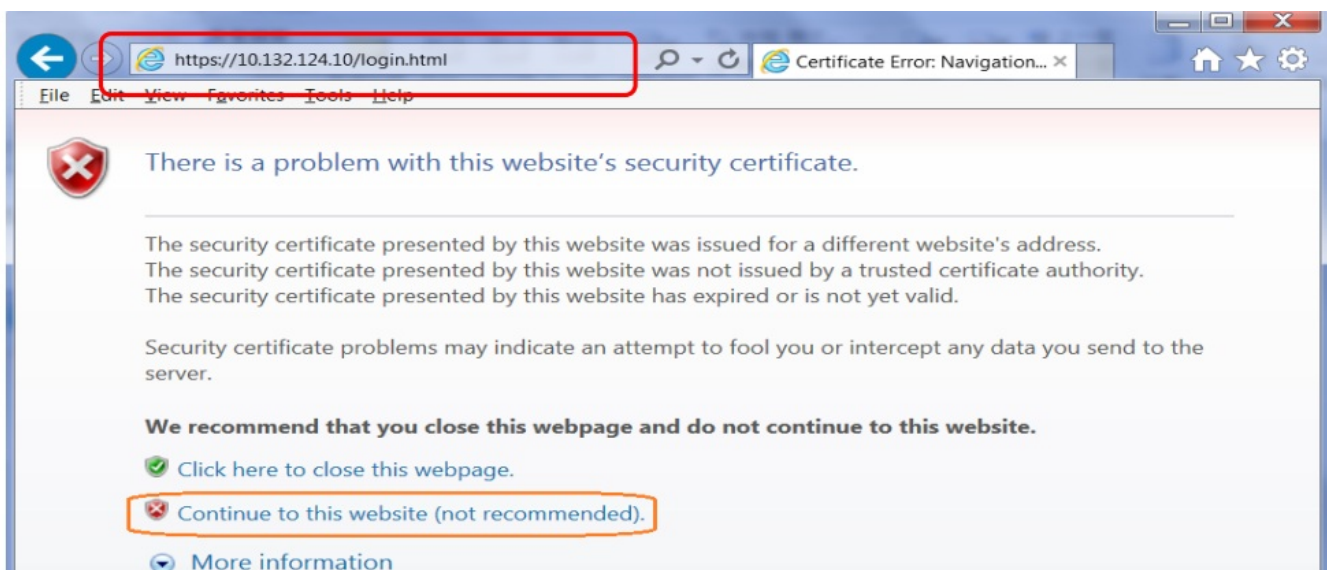 https://10.132.124.10/login.html
Certificate Error: Navigation...
File Edit View Favorites Tools Help
There is a problem with this website's security certificate.
The security certificate presented by this website was issued for a different website's address.
The security certificate presented by this website was not issued by a trusted certificate authority.
The security certificate presented by this website has expired or is not yet valid.
Security certificate problems may indicate an attempt to fool you or intercept any data you send to the
server.
We recommend that you close this webpage and do not continue to this website.
Click here to close this webpage.
Continue to this website (not recommended).
More information